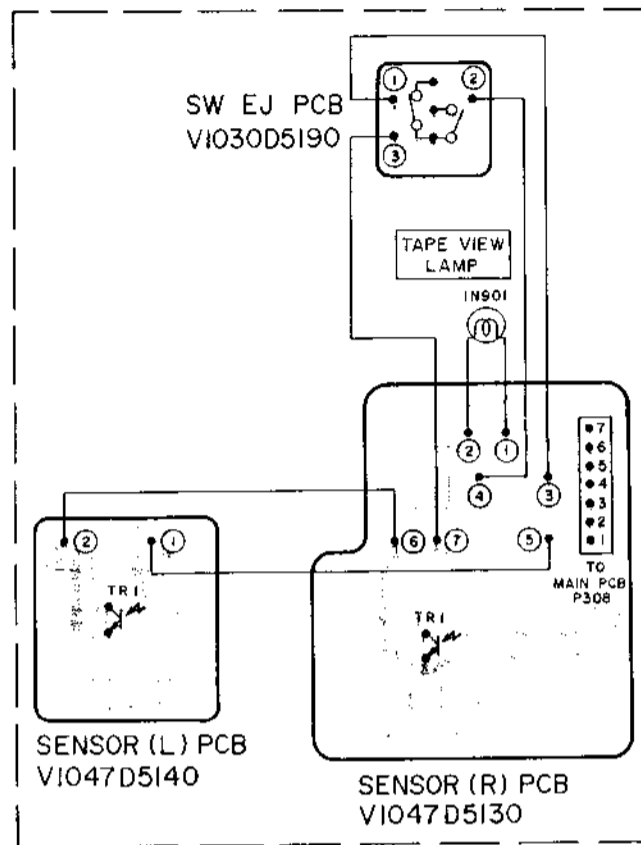 ① ②
SW EJ PCB
V1030D5190
③
TAPE VIEW
LAMP
IN901
② ①
④ ③
7
6
5
4
3
2
1
② ① ⑥ ⑦ ⑤
TO
MAIN PCB
P308
TR1
TR1
SENSOR (L) PCB
V1047D5140
SENSOR (R) PCB
V1047D5130